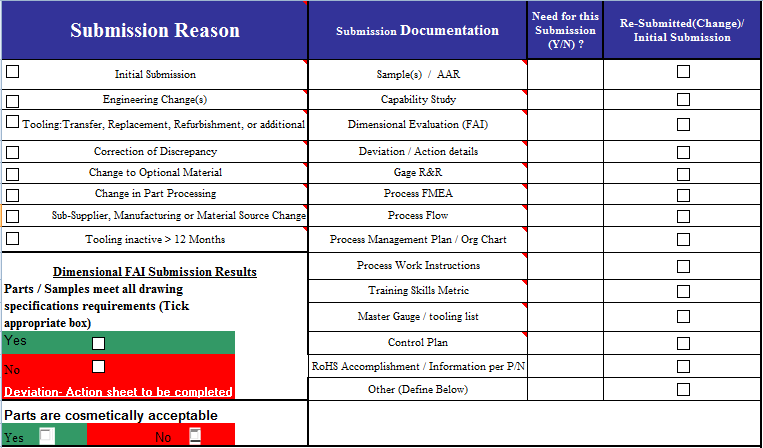 Submission Reason
Submission Documentation
Need for this
Submission
(Y/N) ?
Re-Submitted(Change)/
Initial Submission
Initial Submission
Sample(s) / AAR
Engineering Change(s)
Capability Study
Tooling:Transfer, Replacement, Refurbishment, or additional
Dimensional Evaluation (FAI)
Correction of Discrepancy
Deviation / Action details
Change to Optional Material
Gage R&R
Change in Part Processing
Process FMEA
Sub-Supplier, Manufacturing or Material Source Change
Process Flow
Tooling inactive > 12 Months
Process Management Plan / Org Chart
Dimensional FAI Submission Results
Parts / Samples meet all drawing
specifications requirements (Tick
appropriate box)
Yes
No
Deviation- Action sheet to be completed
Process Work Instructions
Training Skills Metric
Master Gauge / tooling list
Control Plan
RoHS Accomplishment / Information per P/N
Other (Define Below)
Parts are cosmetically acceptable
Yes
No